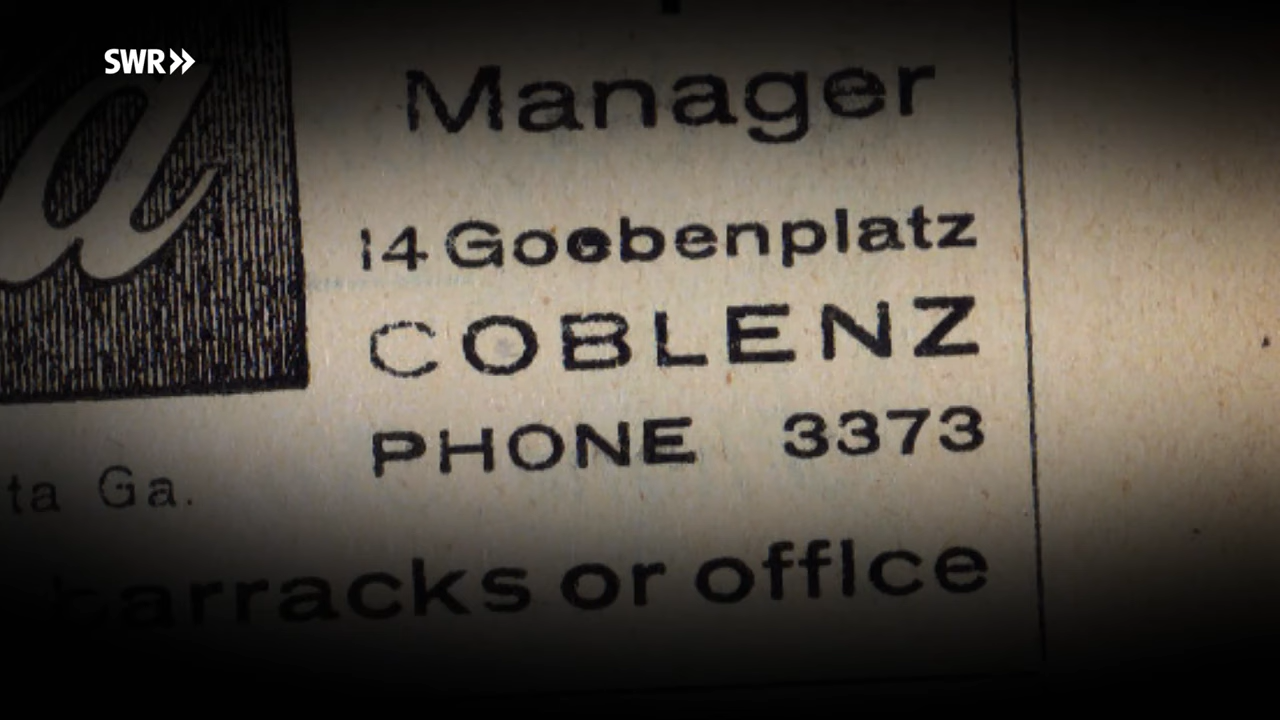 SWR»
Manager
14 Goebenplatz
COBLENZ
PHONE 3373
ta Ga.
barracks or office